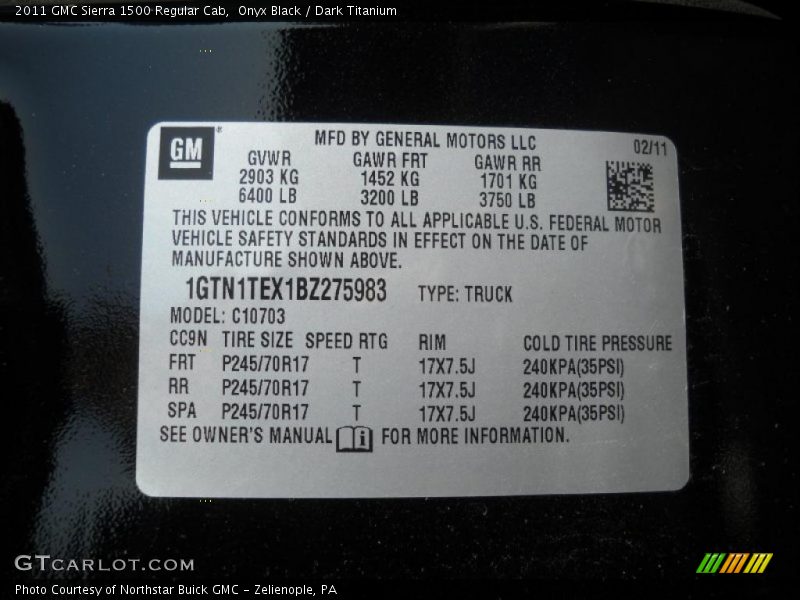 2011 GMC Sierra 1500 Regular Cab,  Onyx Black / Dark Titanium
GM®
MFD BY GENERAL MOTORS LLC 02/11
GVWR GAWR FRT GAWR RR
2903 KG 1452 KG 1701 KG
6400 LB 3200 LB 3750 LB
THIS VEHICLE CONFORMS TO ALL APPLICABLE U.S. FEDERAL MOTOR
VEHICLE SAFETY STANDARDS IN EFFECT ON THE DATE OF
MANUFACTURE SHOWN ABOVE.
1GTN1TEX1BZ275983 TYPE: TRUCK
MODEL: C10703
CC9N TIRE SIZE SPEED RTG RIM COLD TIRE PRESSURE
FRT P245/70R17 T 17X7.5J 240KPA(35PSI)
RR P245/70R17 T 17X7.5J 240KPA(35PSI)
SPA P245/70R17 T 17X7.5J 240KPA(35PSI)
SEE OWNER'S MANUAL i FOR MORE INFORMATION.
GTCARLOT.COM
Photo Courtesy of Northstar Buick GMC - Zelienople, PA